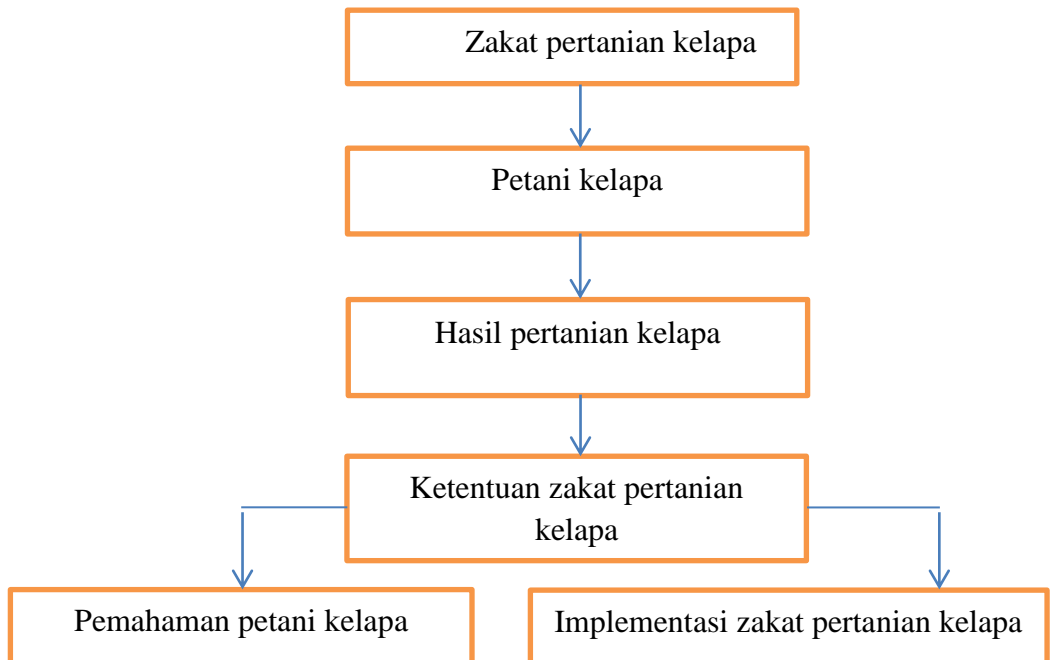 Zakat pertanian kelapa
Petani kelapa
Hasil pertanian kelapa
Ketentuan zakat pertanian
kelapa
Pemahaman petani kelapa
Implementasi zakat pertanian kelapa